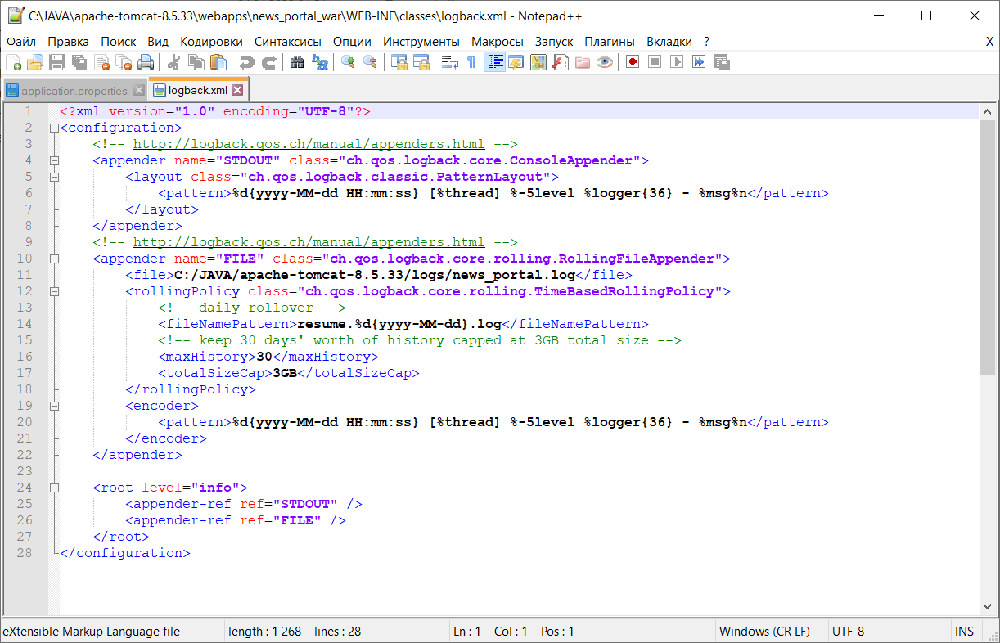 C:\JAVA\apache-tomcat-8.5.33\webapps\news_portal_war\WEB-INF\classes\logback.xml - Notepad++
Файл Правка Поиск Вид Кодировки Синтаксисы Опции Инструменты Макросы Запуск Плагины Вкладки ? X
application.properties logback.xml
1 <?xml version="1.0" encoding="UTF-8"?>
2 <configuration>
3 <!-- http://logback.qos.ch/manual/appenders.html -->
4 <appender name="STDOUT" class="ch.qos.logback.core.ConsoleAppender">
5 <layout class="ch.qos.logback.classic.PatternLayout">
6 <pattern>%d{yyyy-MM-dd HH:mm:ss} [%thread] %-5level %logger{36} - %msg%n</pattern>
7 </layout>
8 </appender>
9 <!-- http://logback.qos.ch/manual/appenders.html -->
10 <appender name="FILE" class="ch.qos.logback.core.rolling.RollingFileAppender">
11 <file>C:/JAVA/apache-tomcat-8.5.33/logs/news_portal.log</file>
12 <rollingPolicy class="ch.qos.logback.core.rolling.TimeBasedRollingPolicy">
13 <!-- daily rollover -->
14 <fileNamePattern>resume.%d{yyyy-MM-dd}.log</fileNamePattern>
15 <!-- keep 30 days' worth of history capped at 3GB total size -->
16 <maxHistory>30</maxHistory>
17 <totalSizeCap>3GB</totalSizeCap>
18 </rollingPolicy>
19 <encoder>
20 <pattern>%d{yyyy-MM-dd HH:mm:ss} [%thread] %-5level %logger{36} - %msg%n</pattern>
21 </encoder>
22 </appender>
23
24 <root level="info">
25 <appender-ref ref="STDOUT" />
26 <appender-ref ref="FILE" />
27 </root>
28 </configuration>
eXtensible Markup Language file length : 1 268 lines : 28 Ln : 1 Col : 1 Pos : 1 Windows (CR LF) UTF-8 INS